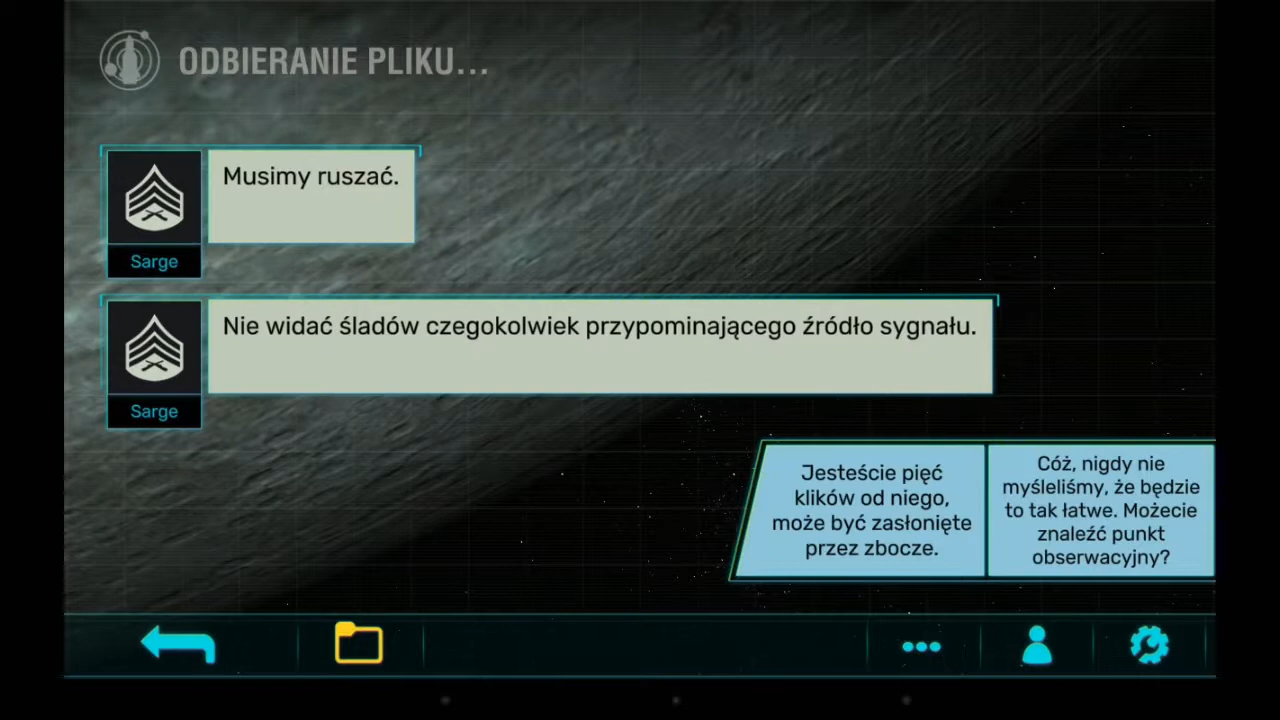 ODBIERANIE PLIKU...
Musimy ruszać.
Sarge
Nie widać śladów czegokolwiek przypominającego źródło sygnału.
Sarge
Jesteście pięć
klików od niego,
może być zasłonięte
przez zbocze.
Cóż, nigdy nie
myśleliśmy, że będzie
to tak łatwe. Możecie
znaleźć punkt
obserwacyjny?